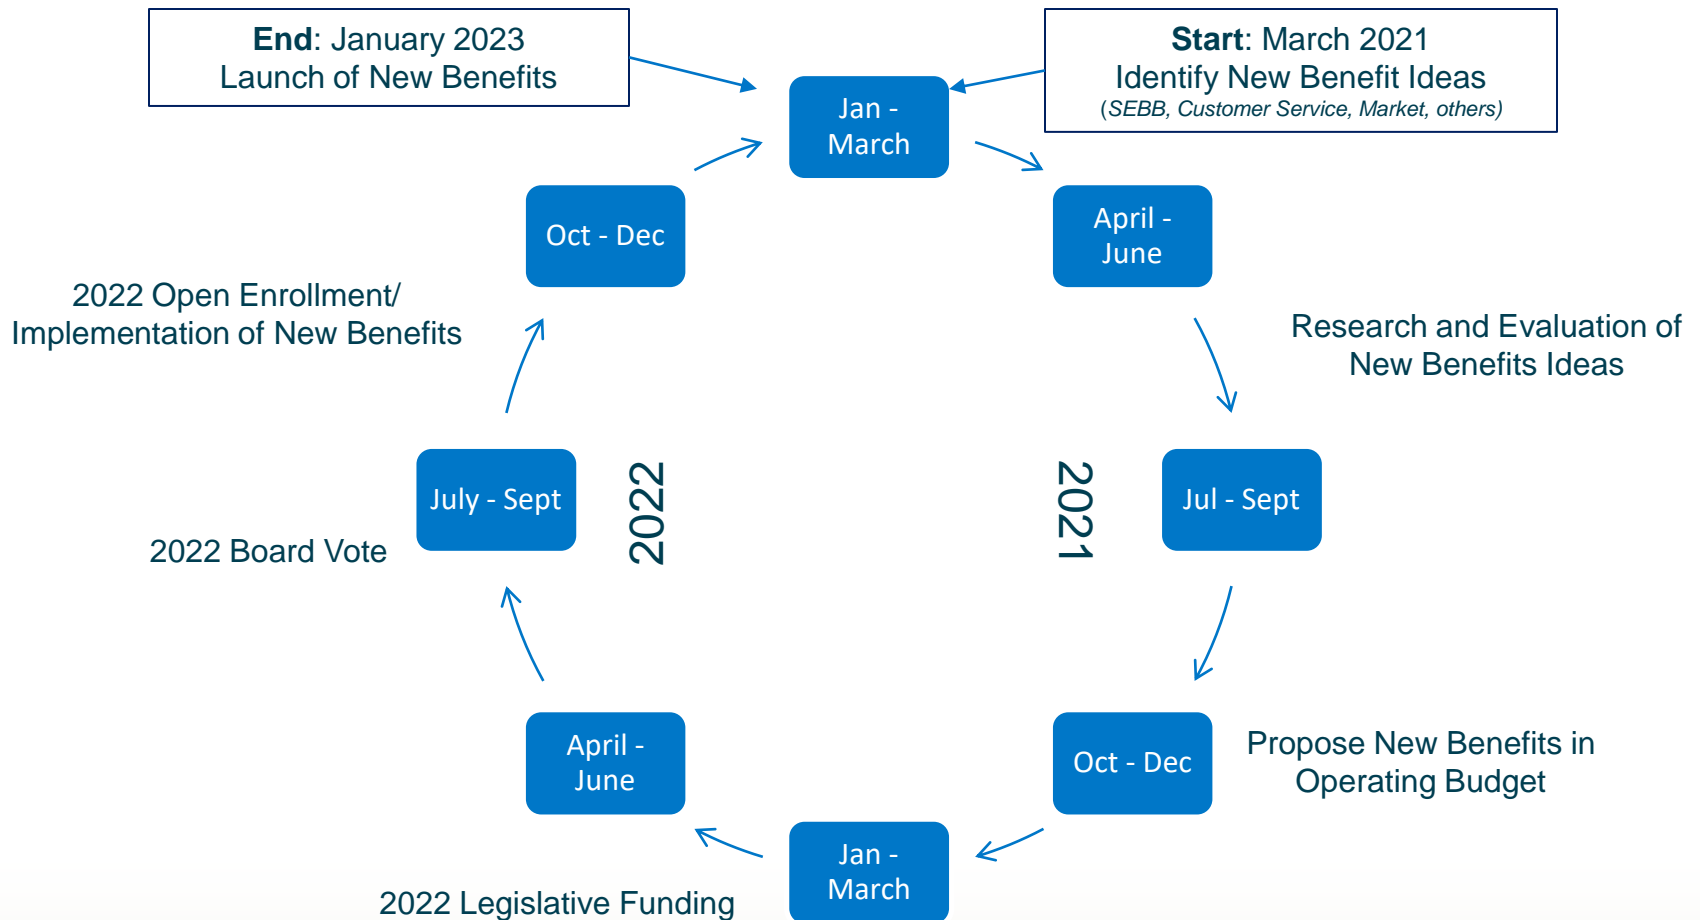 End: January 2023
Launch of New Benefits
Start: March 2021
Identify New Benefit Ideas
(SEBB, Customer Service, Market, others)
Jan -
March
April -
June
Research and Evaluation of
New Benefits Ideas
Jul - Sept
2021
Propose New Benefits in
Operating Budget
Oct - Dec
Jan -
March
2022 Legislative Funding
April -
June
2022 Board Vote
July - Sept
2022
2022 Open Enrollment/
Implementation of New Benefits
Oct - Dec